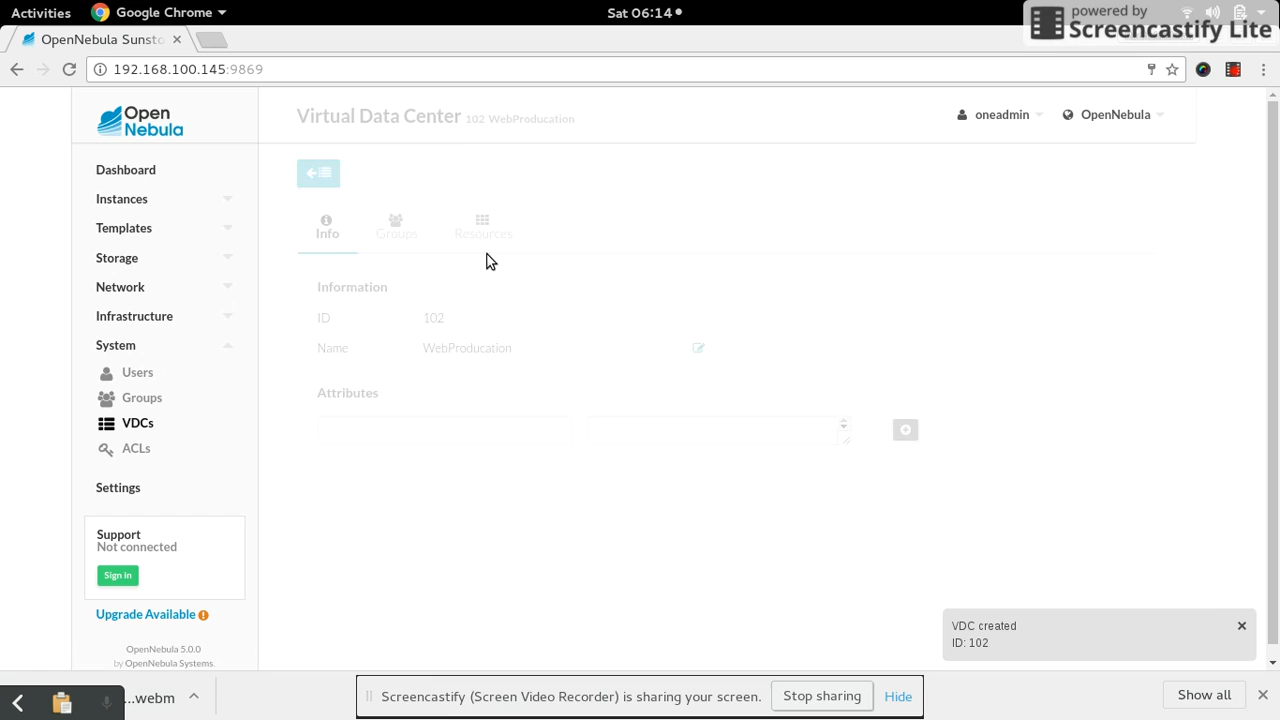 Activities
Google Chrome
Sat 06:14
powered by
Screencastify Lite
OpenNebula Sunsto
192.168.100.145:9869
Open
Nebula
Virtual Data Center 102 WebProducation
oneadmin
OpenNebula
Dashboard
Instances
Templates
Storage
Network
Infrastructure
System
Users
Groups
VDCs
ACLs
Settings
Support
Not connected
Sign in
Upgrade Available
OpenNebula 5.0.0
by OpenNebula Systems.
Info
Groups
Resources
Information
ID 102
Name WebProducation
Attributes
VDC created
ID: 102
...webm
Screencastify (Screen Video Recorder) is sharing your screen.
Stop sharing
Hide
Show all